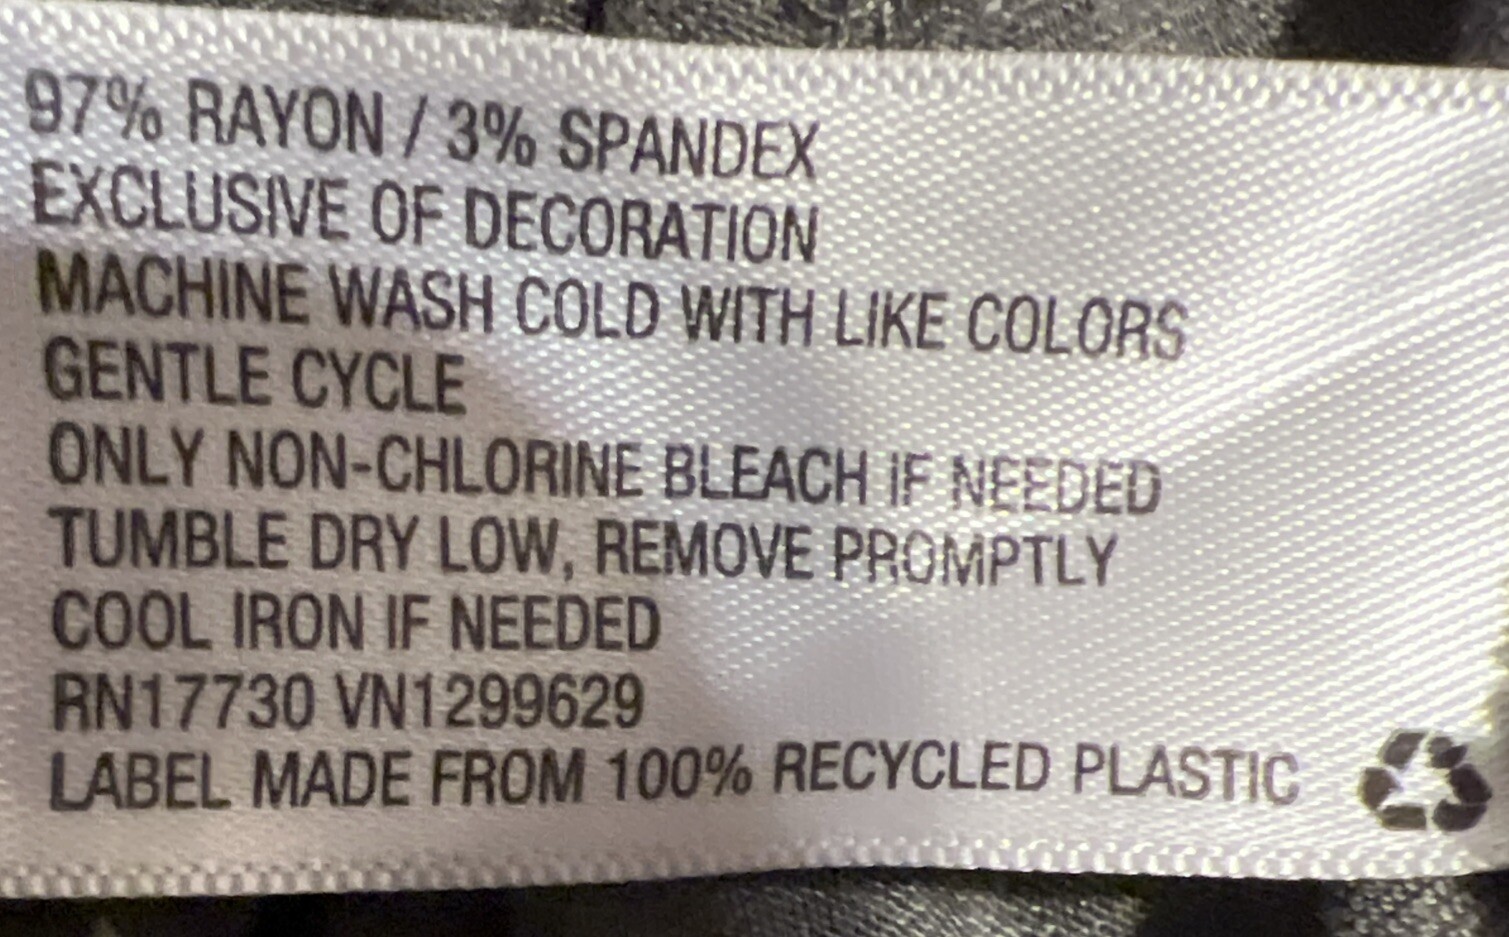 97% RAYON / 3% SPANDEX
EXCLUSIVE OF DECORATION
MACHINE WASH COLD WITH LIKE COLORS
GENTLE CYCLE
ONLY NON-CHLORINE BLEACH IF NEEDED
TUMBLE DRY LOW, REMOVE PROMPTLY
COOL IRON IF NEEDED
RN17730 VN1299629
LABEL MADE FROM 100% RECYCLED PLASTIC